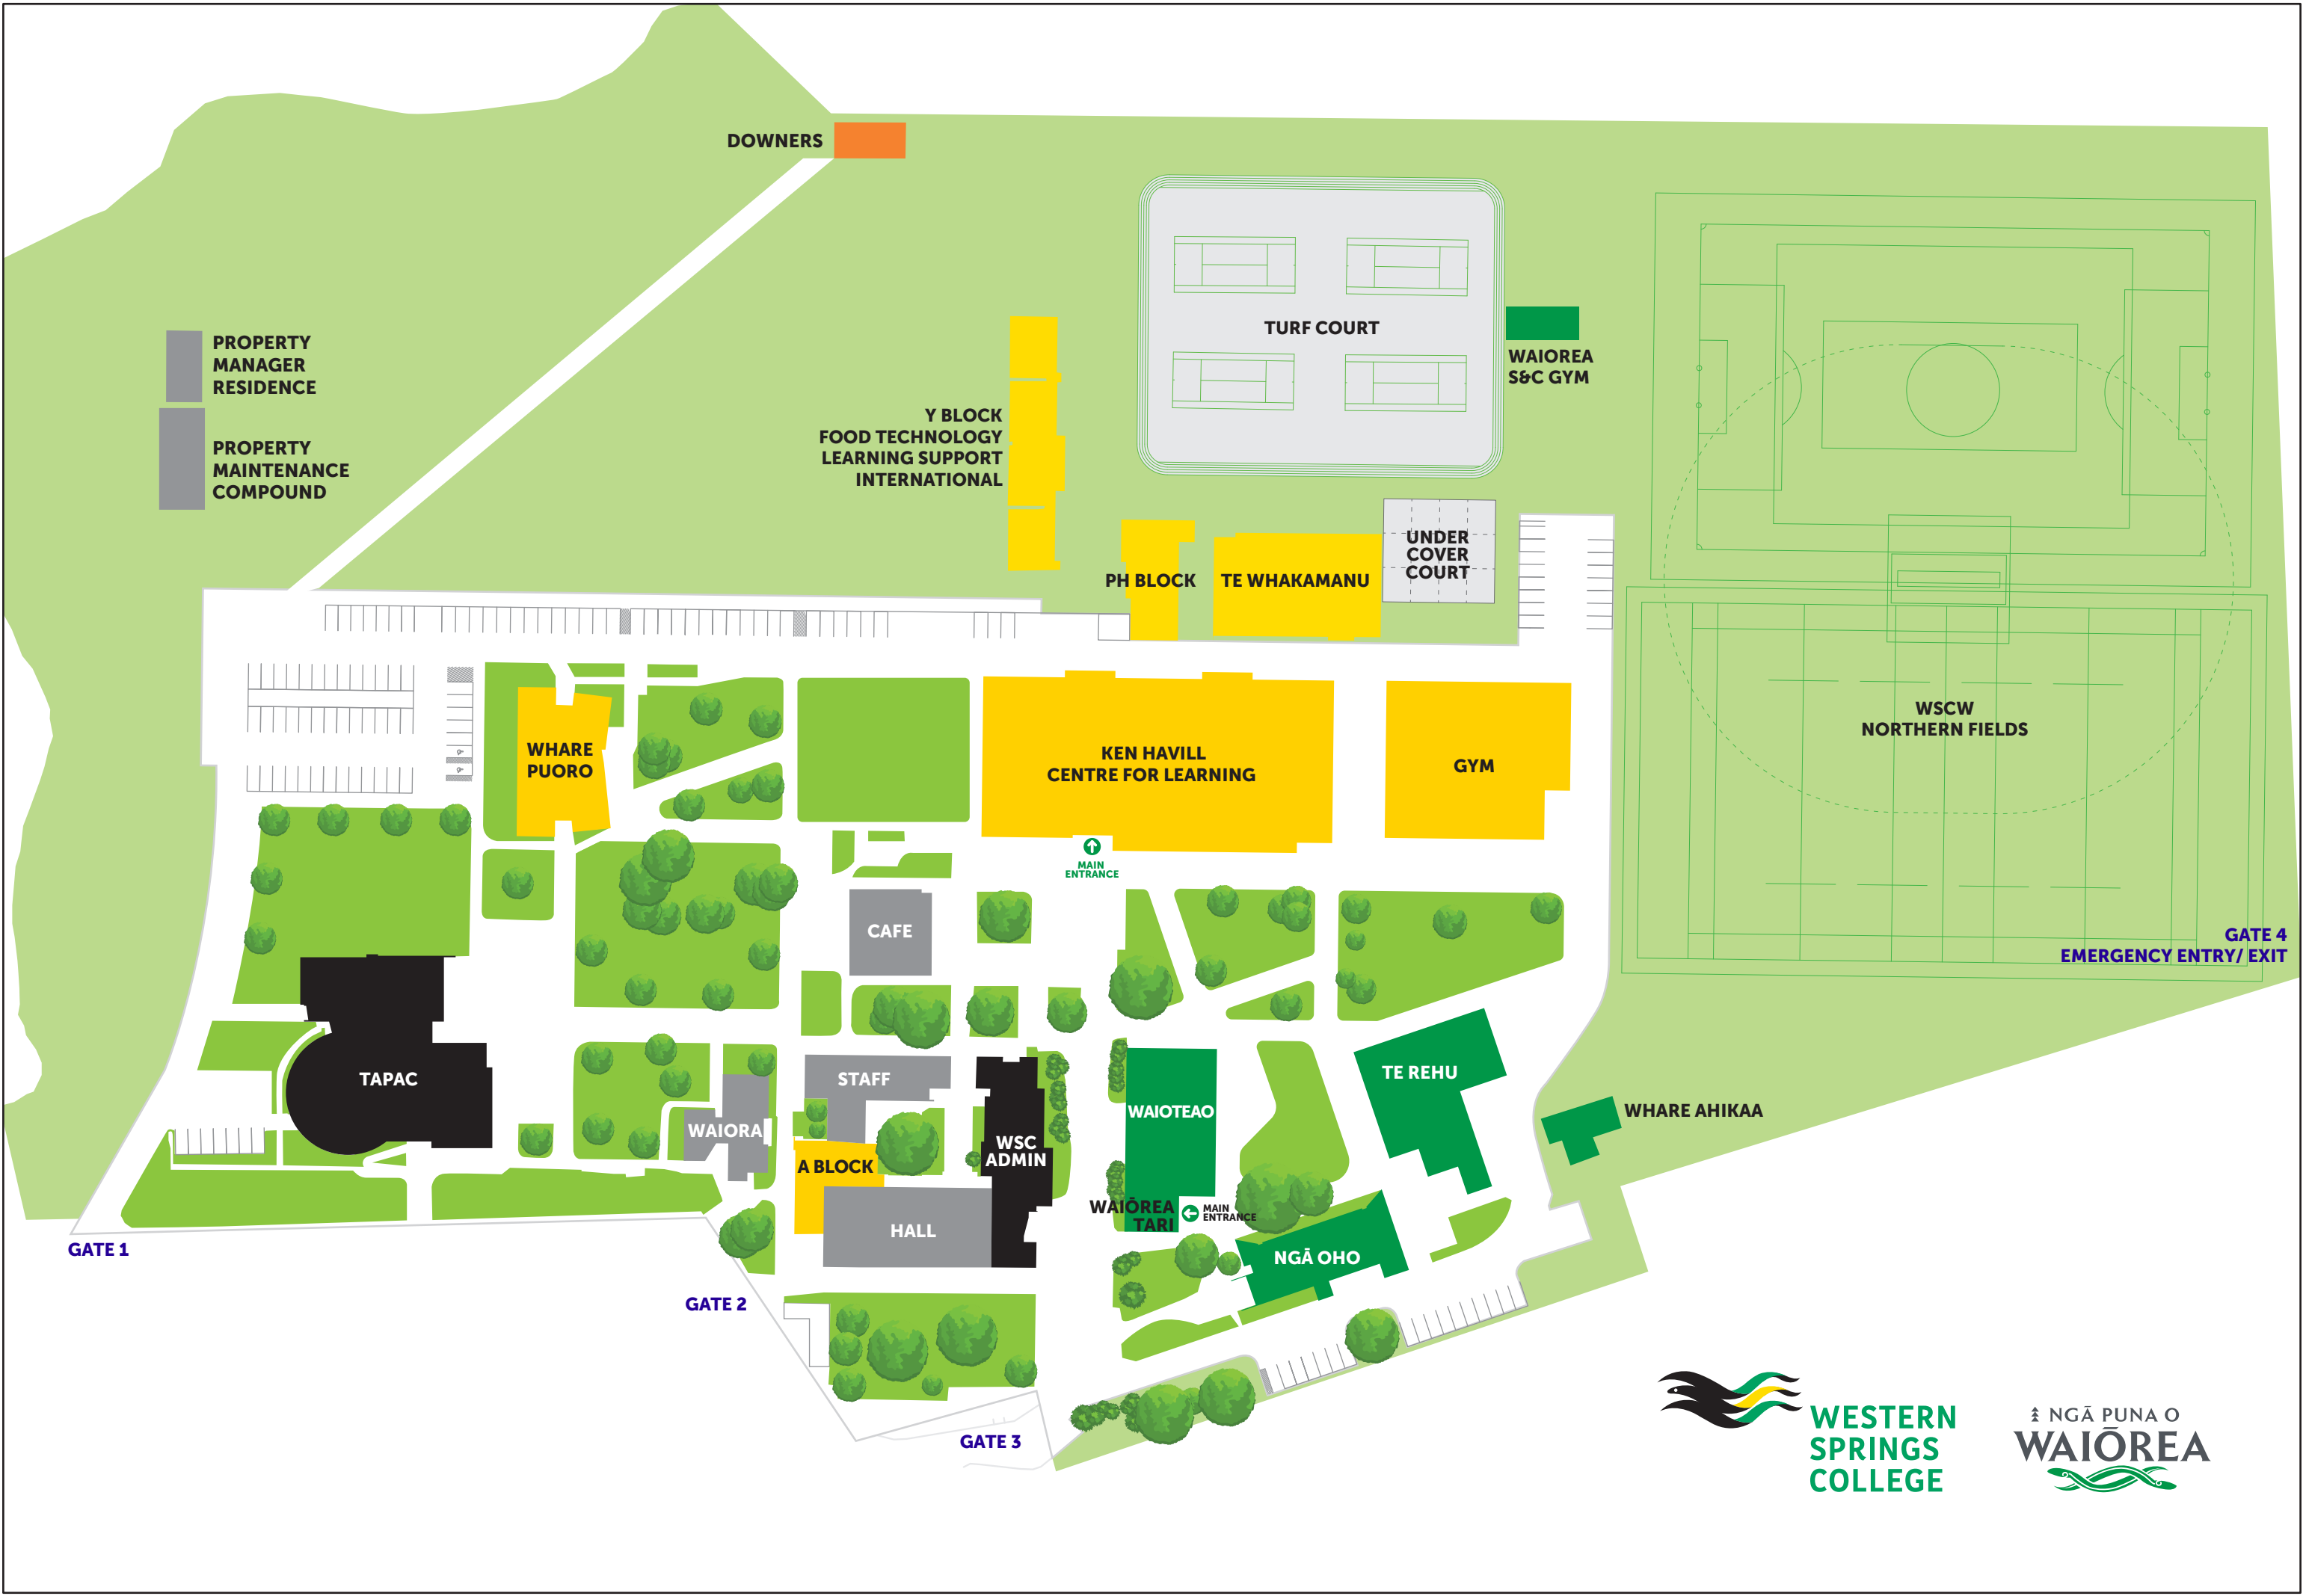 DOWNERS
PROPERTY
MANAGER
RESIDENCE
PROPERTY
MAINTENANCE
COMPOUND
Y BLOCK
FOOD TECHNOLOGY
LEARNING SUPPORT
INTERNATIONAL
TURF COURT
WAIOREA
S&C GYM
PH BLOCK
TE WHAKAMANU
UNDER
COVER
COURT
WHARE
PUORO
KEN HAVILL
CENTRE FOR LEARNING
GYM
WSCW
NORTHERN FIELDS
MAIN
ENTRANCE
CAFE
GATE 4
EMERGENCY ENTRY/ EXIT
TAPAC
STAFF
WAIORA
A BLOCK
WSC
ADMIN
HALL
WAIOTEAO
TE REHU
WHARE AHIKAA
WAIŌREA
TARI
MAIN
ENTRANCE
NGĀ OHO
GATE 1
GATE 2
GATE 3
WESTERN
SPRINGS
COLLEGE
NGĀ PUNA O
WAIŌREA